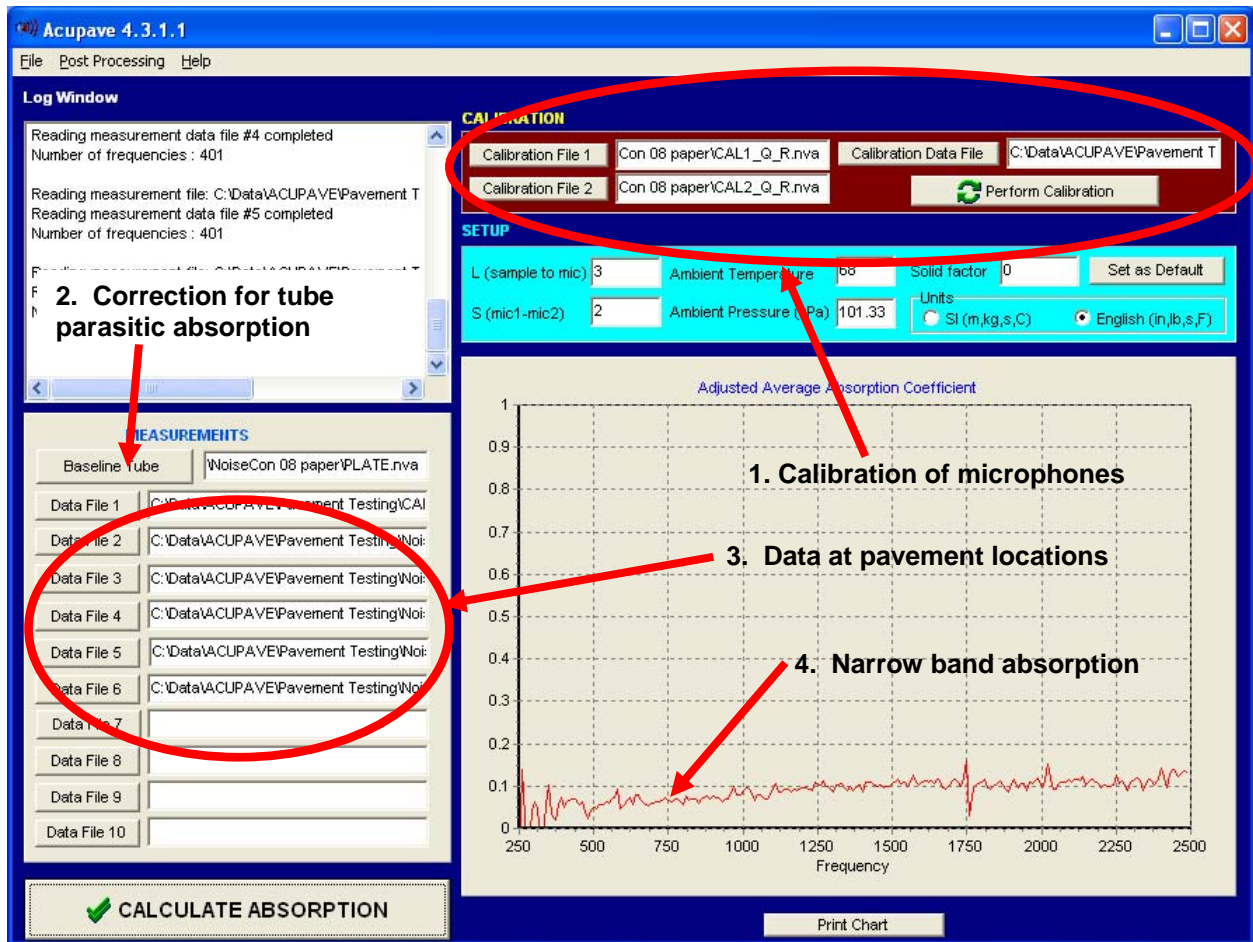 Acupave 4.3.1.1
File Post Processing Help
Log Window
Reading measurement data file #4 completed
Number of frequencies : 401
Reading measurement file: C:\Data\ACUPAVE\Pavement T
Reading measurement data file #5 completed
Number of frequencies : 401
2. Correction for tube
parasitic absorption
CALIBRATION
Calibration File 1 Con 08 paper\CAL1_Q_R.nva Calibration Data File C:\Data\ACUPAVE\Pavement T
Calibration File 2 Con 08 paper\CAL2_Q_R.nva Perform Calibration
SETUP
L (sample to mic) 3 Ambient Temperature 68 Solid factor 0 Set as Default
S (mic1-mic2) 2 Ambient Pressure Pa) 101.33 Units SI (m,kg,s,C) English (in,lb,s,F)
MEASUREMENTS
Baseline Tube \NoiseCon 08 paper\PLATE.nva
Data File 1 C:\Data\ACUPAVE\Pavement Testing\CAl
Data File 2 C:\Data\ACUPAVE\Pavement Testing\Noi
Data File 3 C:\Data\ACUPAVE\Pavement Testing\Noi
Data File 4 C:\Data\ACUPAVE\Pavement Testing\Noi
Data File 5 C:\Data\ACUPAVE\Pavement Testing\Noi
Data File 6 C:\Data\ACUPAVE\Pavement Testing\Noi
Data File 7
Data File 8
Data File 9
Data File 10
CALCULATE ABSORPTION
Adjusted Average Absorption Coefficient
1
0.9
0.8
0.7
0.6
0.5
0.4
0.3
0.2
0.1
0
250 500 750 1000 1250 1500 1750 2000 2250 2500
Frequency
1. Calibration of microphones
3. Data at pavement locations
4. Narrow band absorption
Print Chart